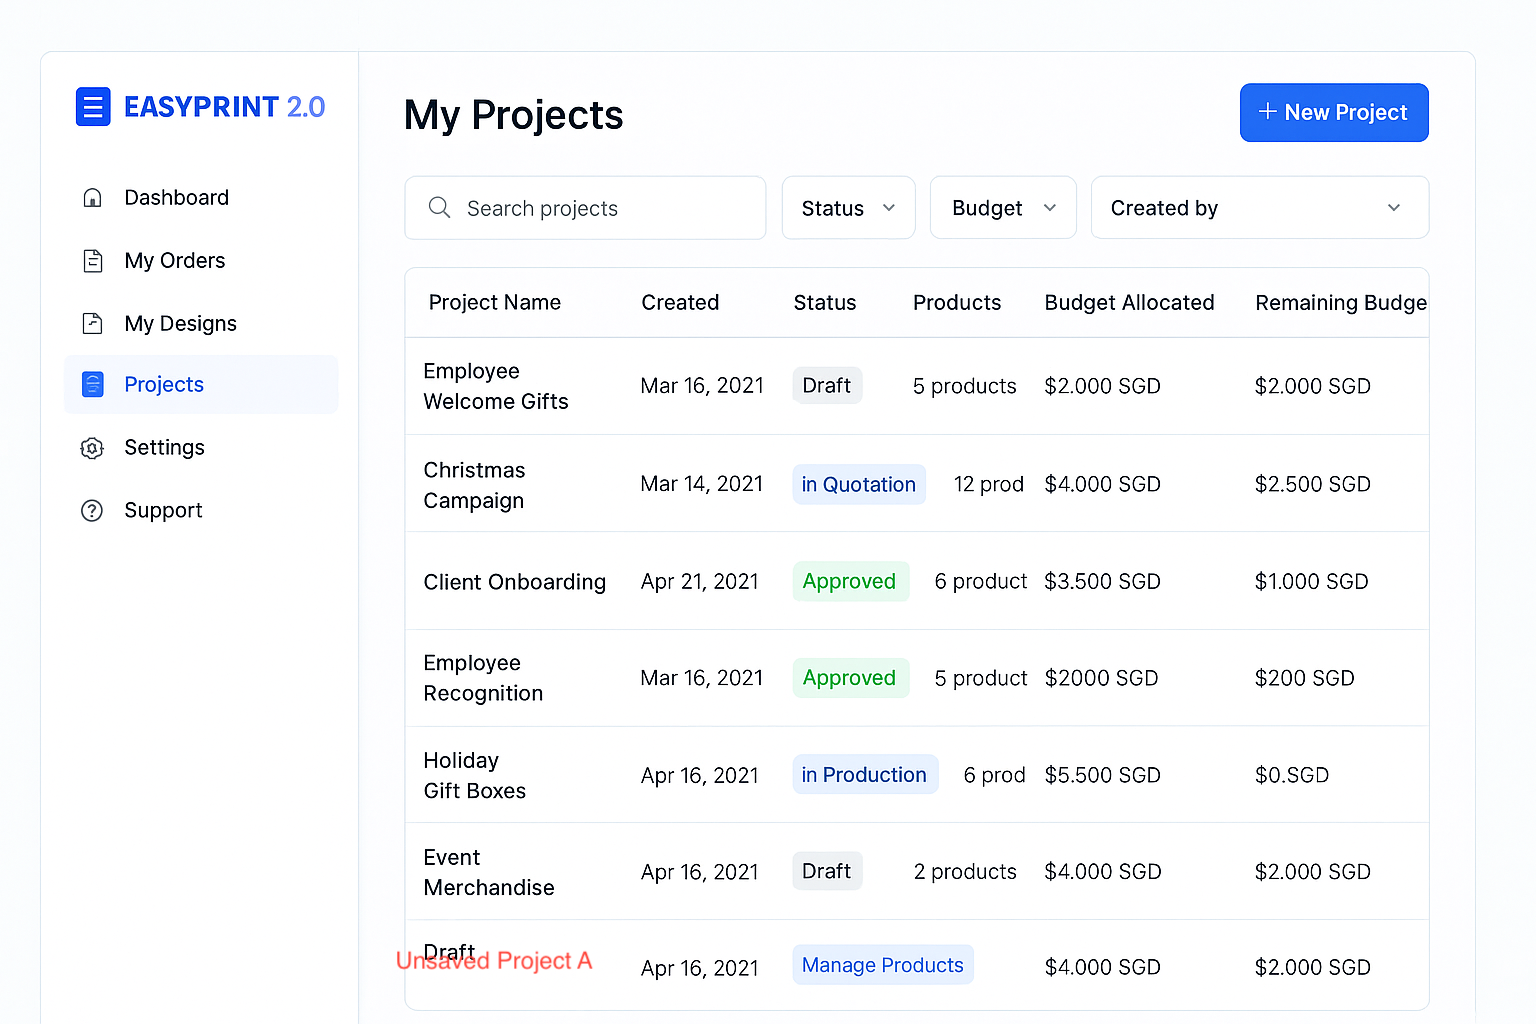 EASYPRINT 2.0
Dashboard
My Orders
My Designs
Projects
Settings
Support
My Projects
+ New Project
Search projects
Status
Budget
Created by
Project Name Created Status Products Budget Allocated Remaining Budge
Employee
Welcome Gifts
Mar 16, 2021 Draft 5 products $2.000 SGD $2.000 SGD
Christmas
Campaign
Mar 14, 2021 in Quotation 12 prod $4.000 SGD $2.500 SGD
Client Onboarding Apr 21, 2021 Approved 6 product $3.500 SGD $1.000 SGD
Employee
Recognition
Mar 16, 2021 Approved 5 product $2000 SGD $200 SGD
Holiday
Gift Boxes
Apr 16, 2021 in Production 6 prod $5.500 SGD $0.SGD
Event
Merchandise
Apr 16, 2021 Draft 2 products $4.000 SGD $2.000 SGD
Draft
Unsaved Project A
Apr 16, 2021 Manage Products $4.000 SGD $2.000 SGD